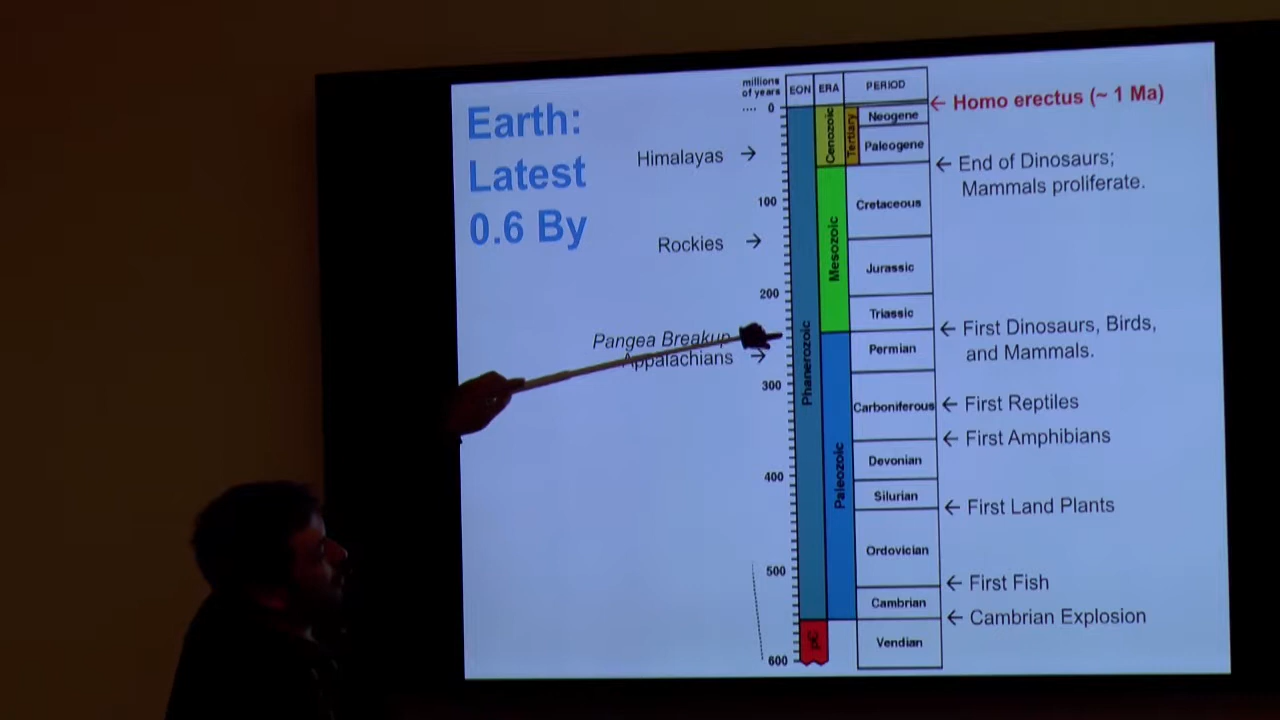 Earth:
Latest
0.6 By
millions
of years
EON
ERA
PERIOD
0
100
200
300
400
500
600
Himalayas →
Rockies →
Pangea Breakup
Appalachians →
Phanerozoic
pC
Cenozoic
Mesozoic
Paleozoic
Tertiary
Neogene
Paleogene
Cretaceous
Jurassic
Triassic
Permian
Carboniferous
Devonian
Silurian
Ordovician
Cambrian
Vendian
← Homo erectus (~ 1 Ma)
← End of Dinosaurs;
Mammals proliferate.
← First Dinosaurs, Birds,
and Mammals.
← First Reptiles
← First Amphibians
← First Land Plants
← First Fish
← Cambrian Explosion